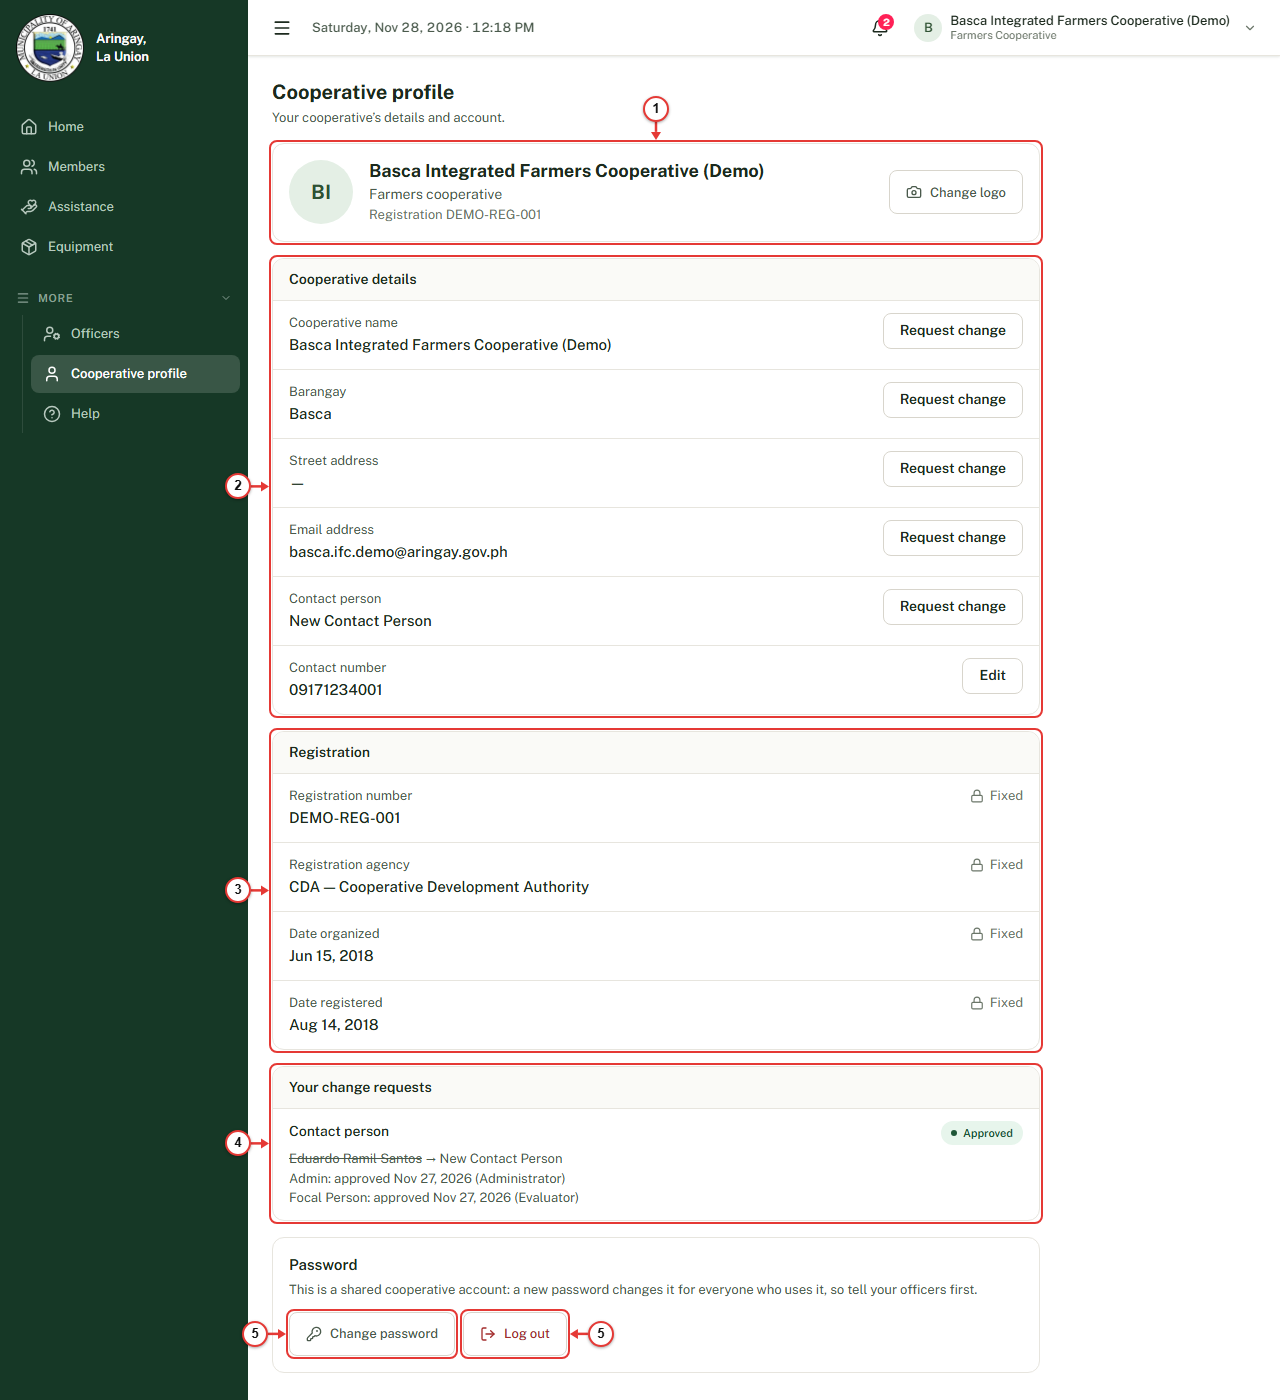 MUNICIPALITY OF ARINGAY
1741
LA UNION
Aringay,
La Union
Saturday, Nov 28, 2026 · 12:18 PM
2
B
Basca Integrated Farmers Cooperative (Demo)
Farmers Cooperative
Home
Members
Assistance
Equipment
MORE
Officers
Cooperative profile
Help
Cooperative profile
Your cooperative's details and account.
1
BI
Basca Integrated Farmers Cooperative (Demo)
Farmers cooperative
Registration DEMO-REG-001
Change logo
2
Cooperative details
Cooperative name
Basca Integrated Farmers Cooperative (Demo)
Request change
Barangay
Basca
Request change
Street address
—
Request change
Email address
basca.ifc.demo@aringay.gov.ph
Request change
Contact person
New Contact Person
Request change
Contact number
09171234001
Edit
3
Registration
Registration number
DEMO-REG-001
Fixed
Registration agency
CDA — Cooperative Development Authority
Fixed
Date organized
Jun 15, 2018
Fixed
Date registered
Aug 14, 2018
Fixed
4
Your change requests
Contact person
Approved
Eduardo Ramil Santos → New Contact Person
Admin: approved Nov 27, 2026 (Administrator)
Focal Person: approved Nov 27, 2026 (Evaluator)
Password
This is a shared cooperative account: a new password changes it for everyone who uses it, so tell your officers first.
5
Change password
Log out
5